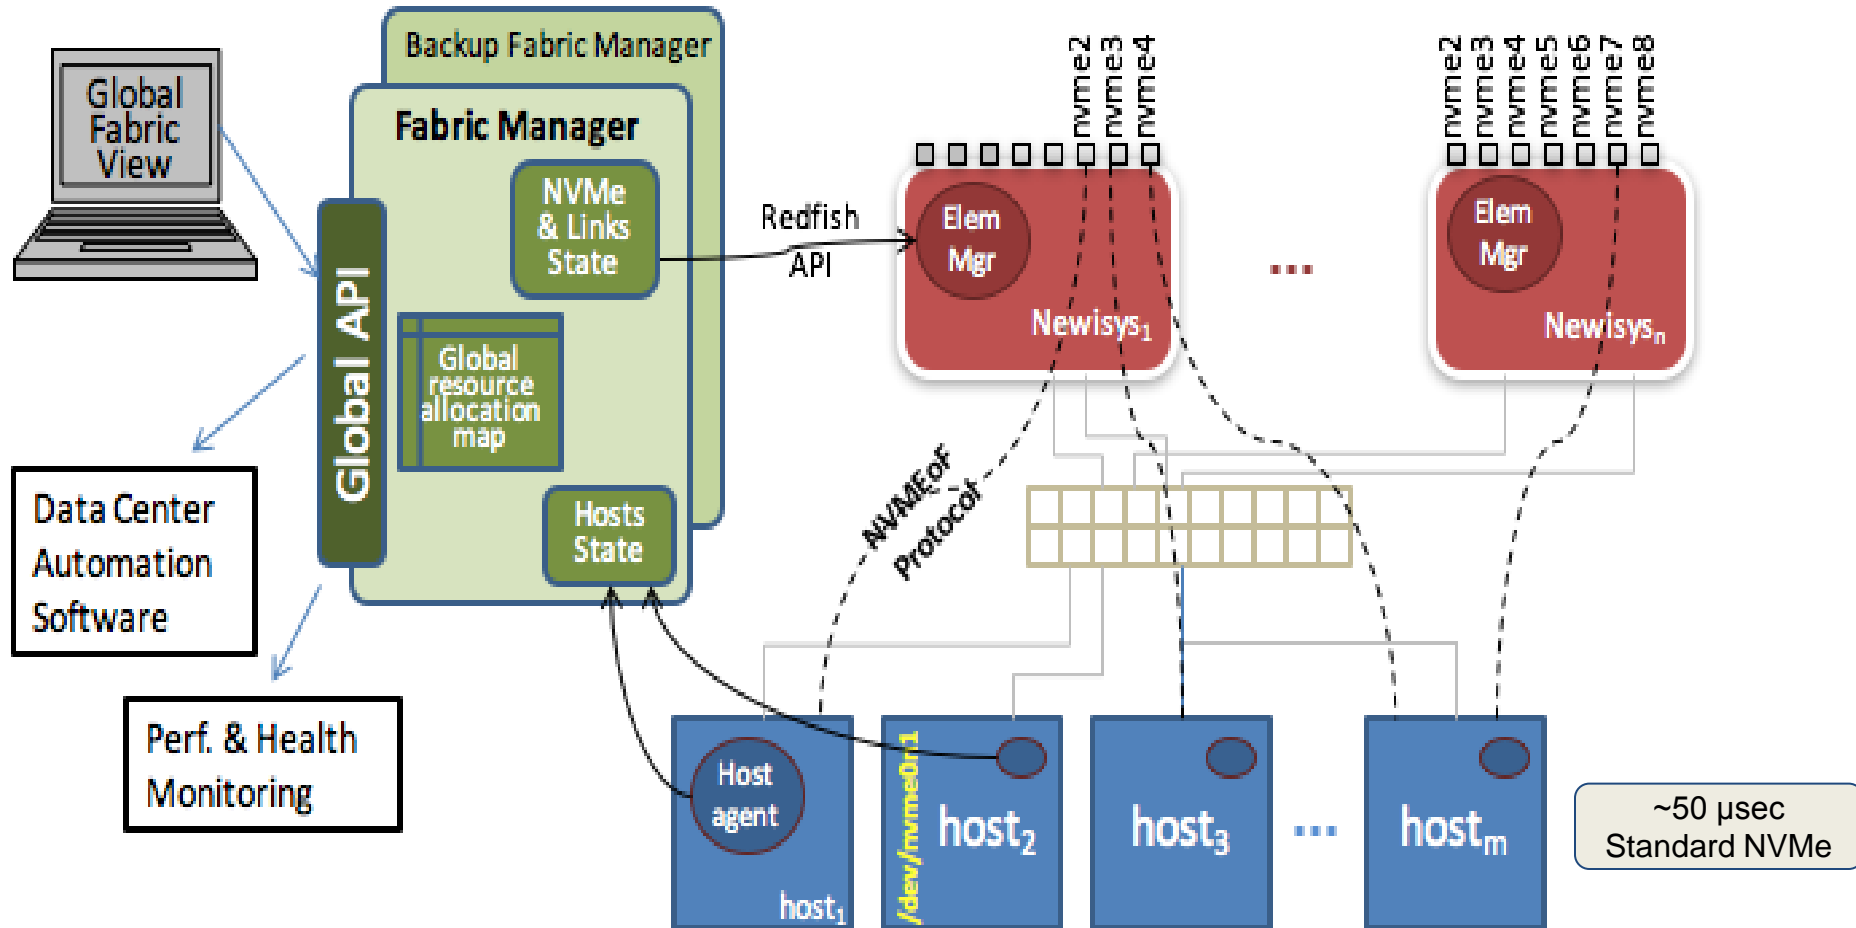 Global
Fabric
View
Backup Fabric Manager
Fabric Manager
NVMe
& Links
State
Global API
Global
resource
allocation
map
Hosts
State
Redfish
API
nvme2
nvme3
nvme4
Elem
Mgr
Newisys1
...
nvme2
nvme3
nvme4
nvme5
nvme6
nvme7
nvme8
Elem
Mgr
Newisysn
NVMEoF
Protocol
Data Center
Automation
Software
Perf. & Health
Monitoring
Host
agent
host1
/dev/nvme0n1
host2
host3
...
hostm
~50 µsec
Standard NVMe